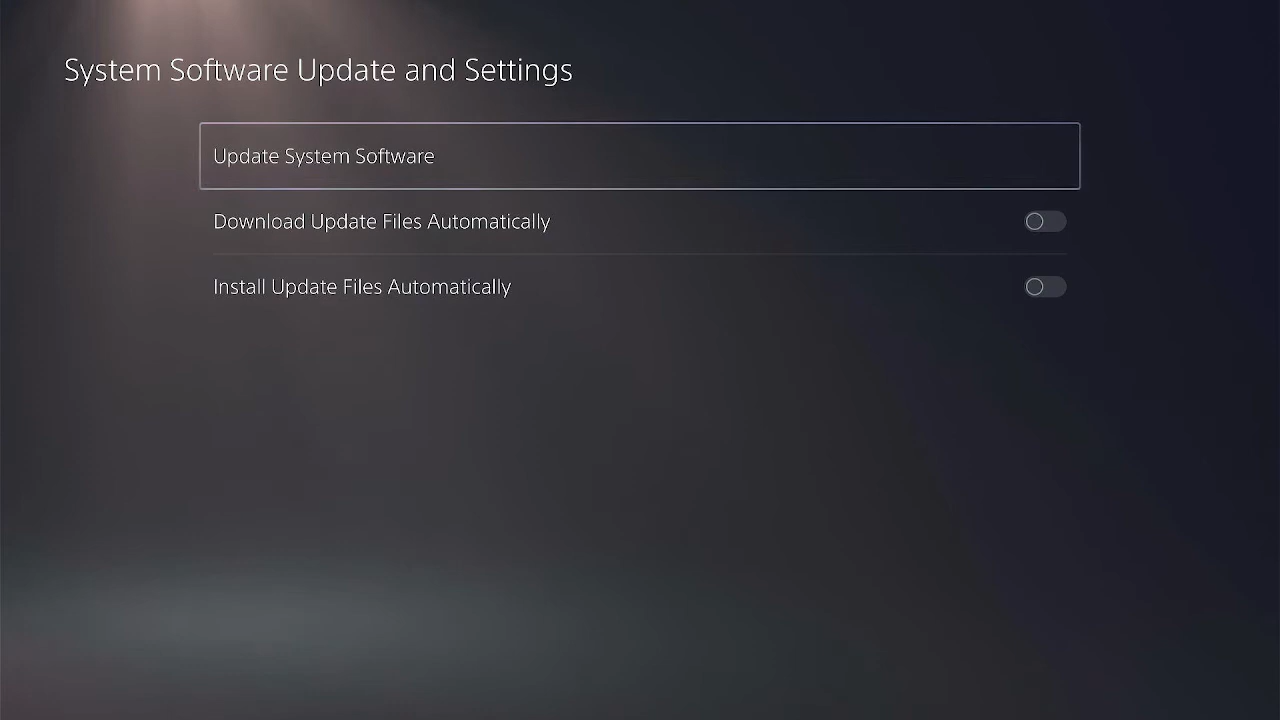 System Software Update and Settings
Update System Software
Download Update Files Automatically
Install Update Files Automatically